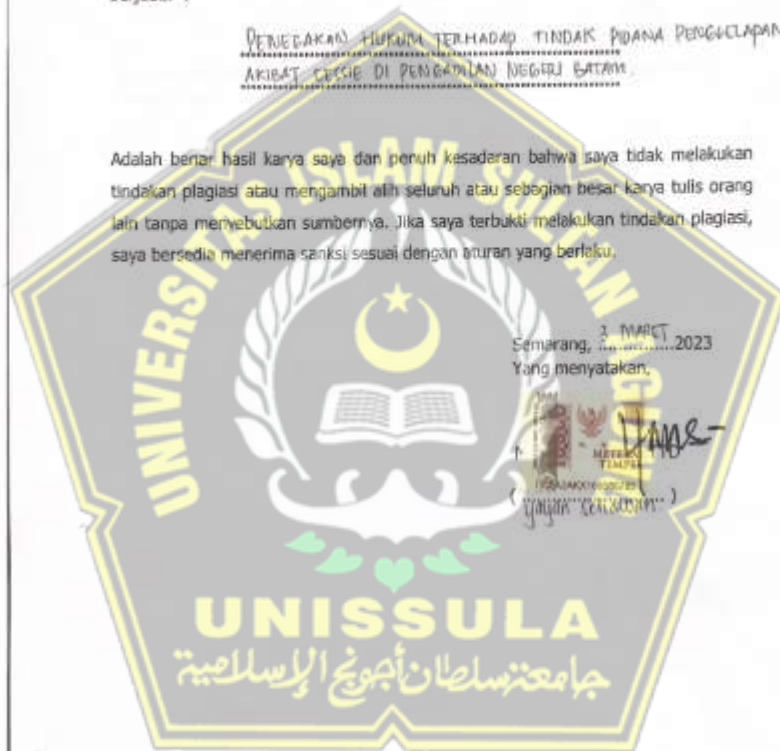 PENEGAKAN HUKUM TERHADAP TINDAK PIDANA PENGGELAPAN
AKIBAT CESSIE DI PENGADILAN NEGERI BATAM.
Adalah benar hasil karya saya dan penuh kesadaran bahwa saya tidak melakukan
tindakan plagiasi atau mengambil alih seluruh atau sebagian besar karya tulis orang
lain tanpa menyebutkan sumbernya. Jika saya terbukti melakukan tindakan plagiasi,
saya bersedia menerima sanksi sesuai dengan aturan yang berlaku.
Semarang, 3 MARET 2023
Yang menyatakan,
METERAI
TEMPEL
(Yayan Setiawan)
UNIVERSITAS ISLAM SULTAN AGUNG
UNISSULA
جامعتسلطان أجونج الإسلامية